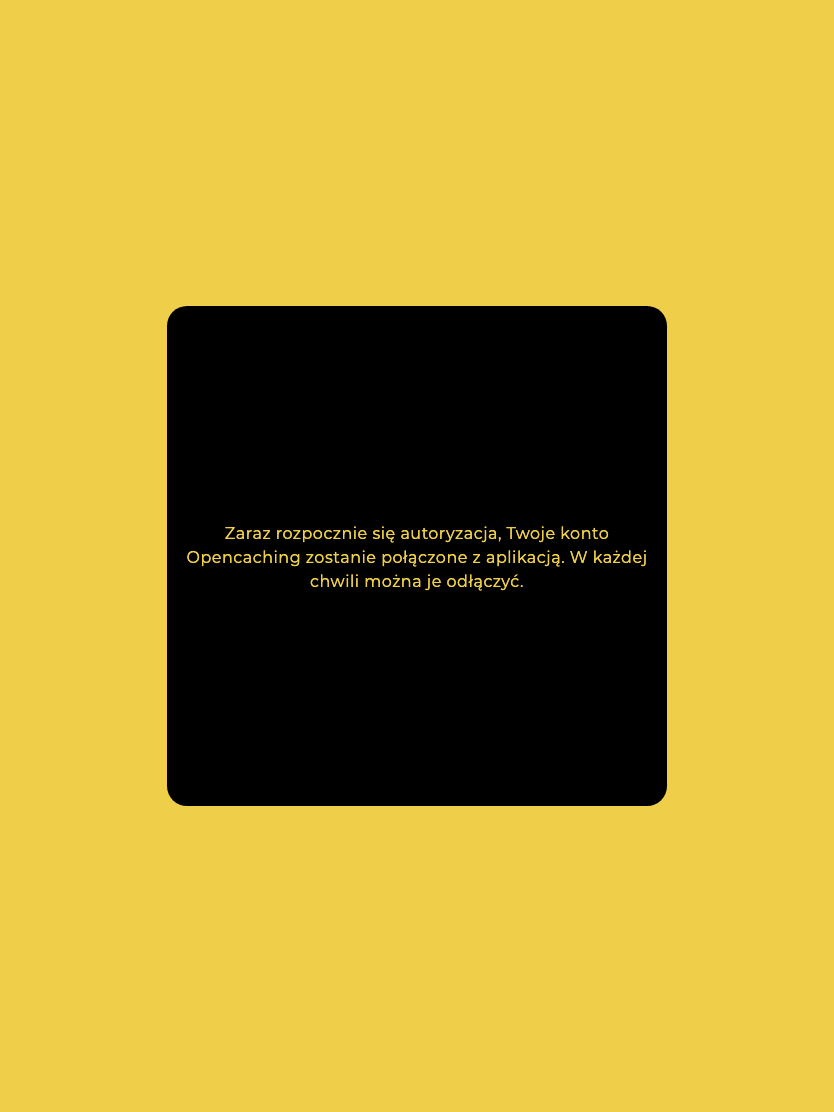 Zaraz rozpocznie się autoryzacja, Twoje konto
Opencaching zostanie połączone z aplikacją. W każdej
chwili można je odłączyć.